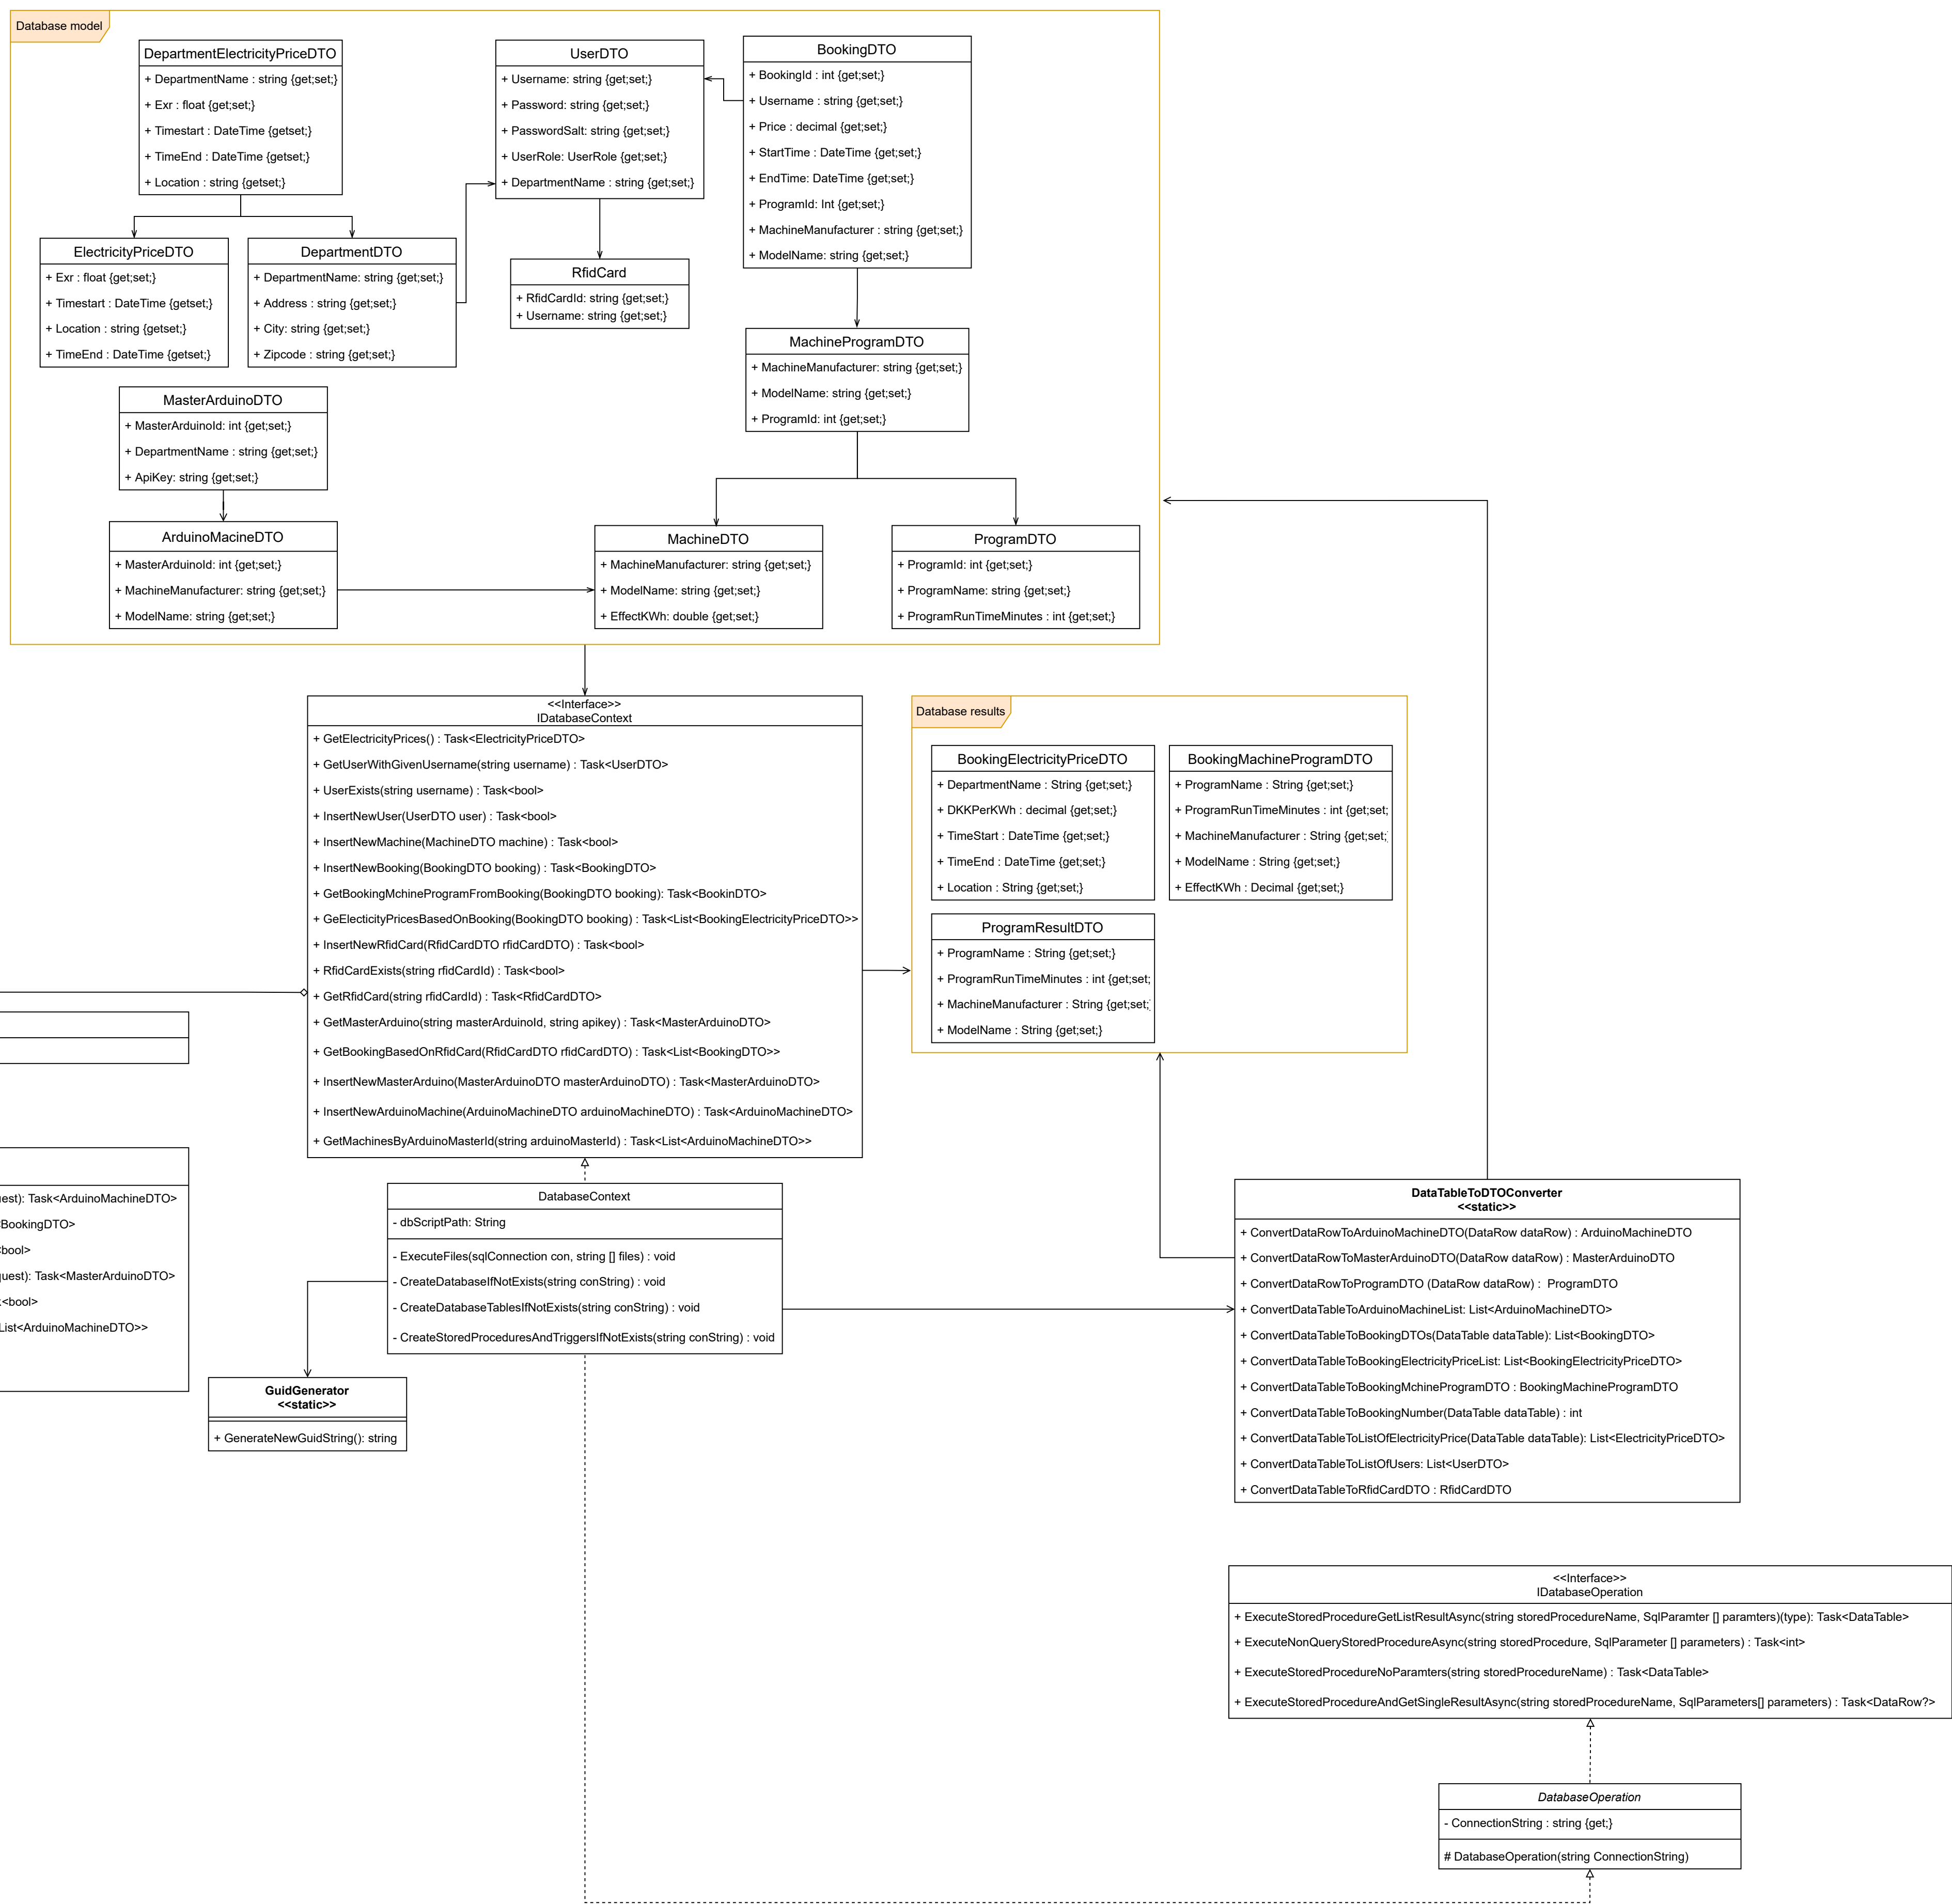 Database model
DepartmentElectricityPriceDTO
+ DepartmentName : string {get;set;}
+ Exr : float {get;set;}
+ Timestart : DateTime {getset;}
+ TimeEnd : DateTime {getset;}
+ Location : string {getset;}
UserDTO
+ Username: string {get;set;}
+ Password: string {get;set;}
+ PasswordSalt: string {get;set;}
+ UserRole: UserRole {get;set;}
+ DepartmentName : string {get;set;}
BookingDTO
+ BookingId : int {get;set;}
+ Username : string {get;set;}
+ Price : decimal {get;set;}
+ StartTime : DateTime {get;set;}
+ EndTime: DateTime {get;set;}
+ ProgramId: Int {get;set;}
+ MachineManufacturer : string {get;set;}
+ ModelName: string {get;set;}
ElectricityPriceDTO
+ Exr : float {get;set;}
+ Timestart : DateTime {getset;}
+ Location : string {getset;}
+ TimeEnd : DateTime {getset;}
DepartmentDTO
+ DepartmentName: string {get;set;}
+ Address : string {get;set;}
+ City: string {get;set;}
+ Zipcode : string {get;set;}
RfidCard
+ RfidCardId: string {get;set;}
+ Username: string {get;set;}
MachineProgramDTO
+ MachineManufacturer: string {get;set;}
+ ModelName: string {get;set;}
+ ProgramId: int {get;set;}
MasterArduinoDTO
+ MasterArduinoId: int {get;set;}
+ DepartmentName : string {get;set;}
+ ApiKey: string {get;set;}
ArduinoMacineDTO
+ MasterArduinoId: int {get;set;}
+ MachineManufacturer: string {get;set;}
+ ModelName: string {get;set;}
MachineDTO
+ MachineManufacturer: string {get;set;}
+ ModelName: string {get;set;}
+ EffectKWh: double {get;set;}
ProgramDTO
+ ProgramId: int {get;set;}
+ ProgramName: string {get;set;}
+ ProgramRunTimeMinutes : int {get;set;}
<<Interface>>
IDatabaseContext
+ GetElectricityPrices() : Task<ElectricityPriceDTO>
+ GetUserWithGivenUsername(string username) : Task<UserDTO>
+ UserExists(string username) : Task<bool>
+ InsertNewUser(UserDTO user) : Task<bool>
+ InsertNewMachine(MachineDTO machine) : Task<bool>
+ InsertNewBooking(BookingDTO booking) : Task<BookingDTO>
+ GetBookingMchineProgramFromBooking(BookingDTO booking): Task<BookinDTO>
+ GeElecticityPricesBasedOnBooking(BookingDTO booking) : Task<List<BookingElectricityPriceDTO>>
+ InsertNewRfidCard(RfidCardDTO rfidCardDTO) : Task<bool>
+ RfidCardExists(string rfidCardId) : Task<bool>
+ GetRfidCard(string rfidCardId) : Task<RfidCardDTO>
+ GetMasterArduino(string masterArduinoId, string apikey) : Task<MasterArduinoDTO>
+ GetBookingBasedOnRfidCard(RfidCardDTO rfidCardDTO) : Task<List<BookingDTO>>
+ InsertNewMasterArduino(MasterArduinoDTO masterArduinoDTO) : Task<MasterArduinoDTO>
+ InsertNewArduinoMachine(ArduinoMachineDTO arduinoMachineDTO) : Task<ArduinoMachineDTO>
+ GetMachinesByArduinoMasterId(string arduinoMasterId) : Task<List<ArduinoMachineDTO>>
Database results
BookingElectricityPriceDTO
+ DepartmentName : String {get;set;}
+ DKKPerKWh : decimal {get;set;}
+ TimeStart : DateTime {get;set;}
+ TimeEnd : DateTime {get;set;}
+ Location : String {get;set;}
BookingMachineProgramDTO
+ ProgramName : String {get;set;}
+ ProgramRunTimeMinutes : int {get;set;
+ MachineManufacturer : String {get;set;
+ ModelName : String {get;set;}
+ EffectKWh : Decimal {get;set;}
ProgramResultDTO
+ ProgramName : String {get;set;}
+ ProgramRunTimeMinutes : int {get;set;
+ MachineManufacturer : String {get;set;
+ ModelName : String {get;set;}
est): Task<ArduinoMachineDTO>
BookingDTO>
bool>
uest): Task<MasterArduinoDTO>
<bool>
List<ArduinoMachineDTO>>
DatabaseContext
- dbScriptPath: String
- ExecuteFiles(sqlConnection con, string [] files) : void
- CreateDatabaseIfNotExists(string conString) : void
- CreateDatabaseTablesIfNotExists(string conString) : void
- CreateStoredProceduresAndTriggersIfNotExists(string conString) : void
GuidGenerator
<<static>>
+ GenerateNewGuidString(): string
DataTableToDTOConverter
<<static>>
+ ConvertDataRowToArduinoMachineDTO(DataRow dataRow) : ArduinoMachineDTO
+ ConvertDataRowToMasterArduinoDTO(DataRow dataRow) : MasterArduinoDTO
+ ConvertDataRowToProgramDTO (DataRow dataRow) : ProgramDTO
+ ConvertDataTableToArduinoMachineList: List<ArduinoMachineDTO>
+ ConvertDataTableToBookingDTOs(DataTable dataTable): List<BookingDTO>
+ ConvertDataTableToBookingElectricityPriceList: List<BookingElectricityPriceDTO>
+ ConvertDataTableToBookingMchineProgramDTO : BookingMachineProgramDTO
+ ConvertDataTableToBookingNumber(DataTable dataTable) : int
+ ConvertDataTableToListOfElectricityPrice(DataTable dataTable): List<ElectricityPriceDTO>
+ ConvertDataTableToListOfUsers: List<UserDTO>
+ ConvertDataTableToRfidCardDTO : RfidCardDTO
<<Interface>>
IDatabaseOperation
+ ExecuteStoredProcedureGetListResultAsync(string storedProcedureName, SqlParamter [] paramters)(type): Task<DataTable>
+ ExecuteNonQueryStoredProcedureAsync(string storedProcedure, SqlParameter [] parameters) : Task<int>
+ ExecuteStoredProcedureNoParamters(string storedProcedureName) : Task<DataTable>
+ ExecuteStoredProcedureAndGetSingleResultAsync(string storedProcedureName, SqlParameters[] parameters) : Task<DataRow?>
DatabaseOperation
- ConnectionString : string {get;}
# DatabaseOperation(string ConnectionString)